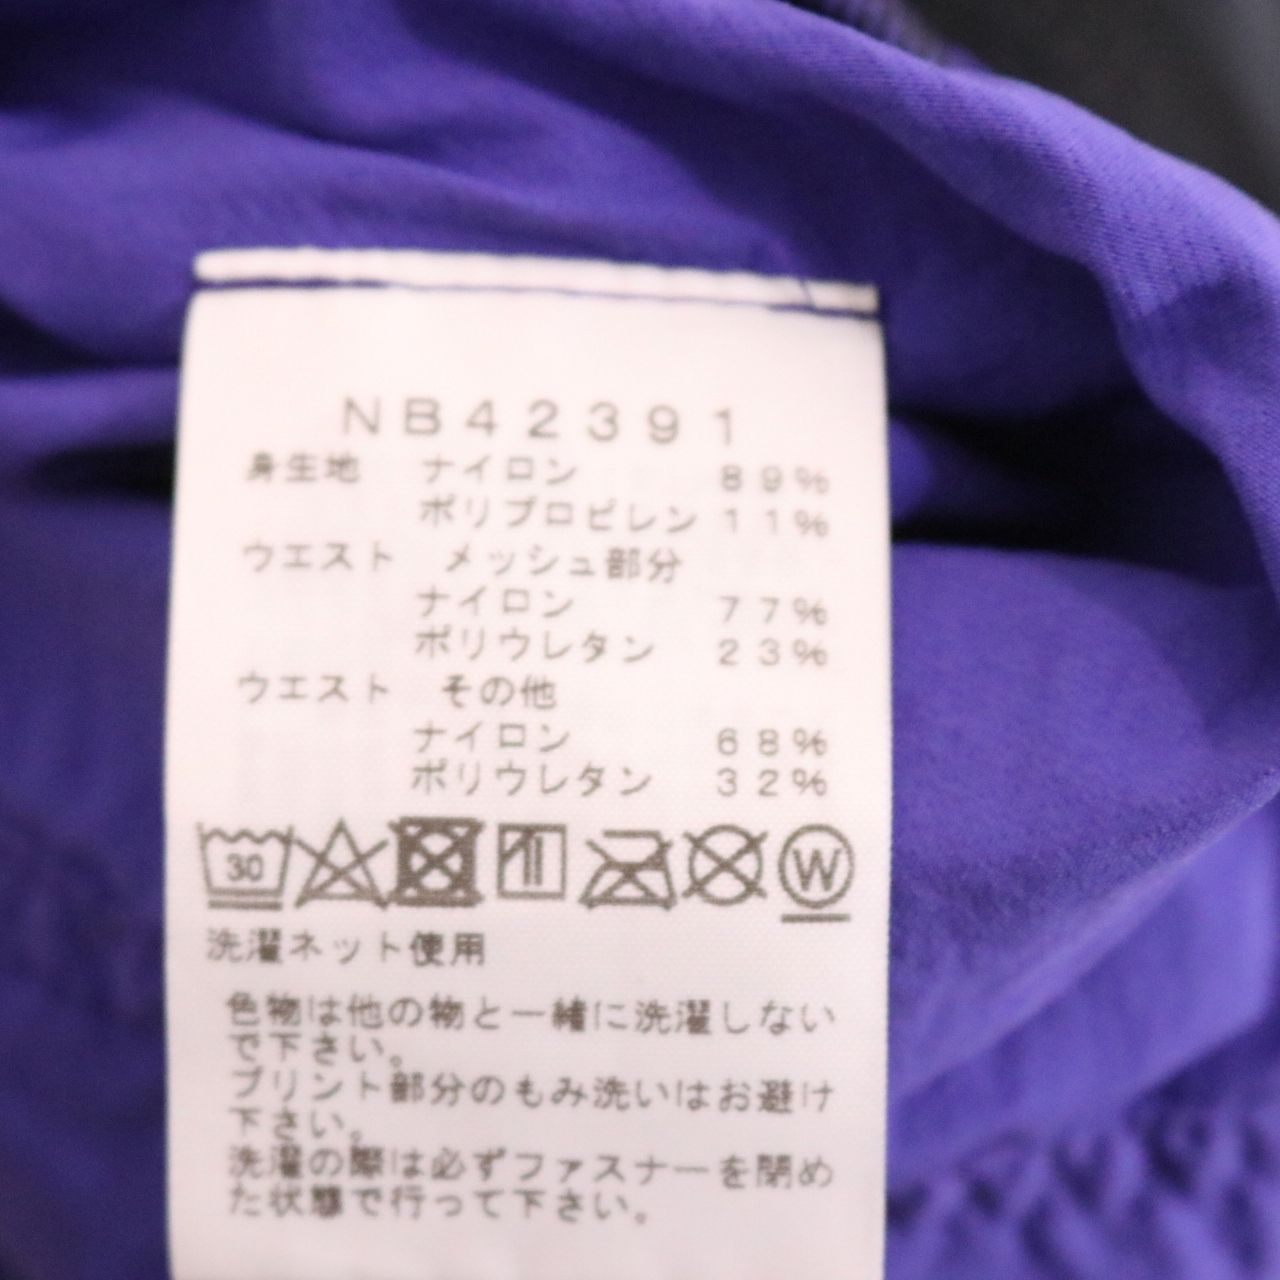 NB42391
身生地 ナイロン 89%
ポリプロピレン 11%
ウエスト メッシュ部分
ナイロン 77%
ポリウレタン 23%
ウエスト その他
ナイロン 68%
ポリウレタン 32%
30 W
洗濯ネット使用
色物は他の物と一緒に洗濯しない
で下さい。
プリント部分のもみ洗いはお避け
下さい。
洗濯の際は必ずファスナーを閉め
た状態で行って下さい。